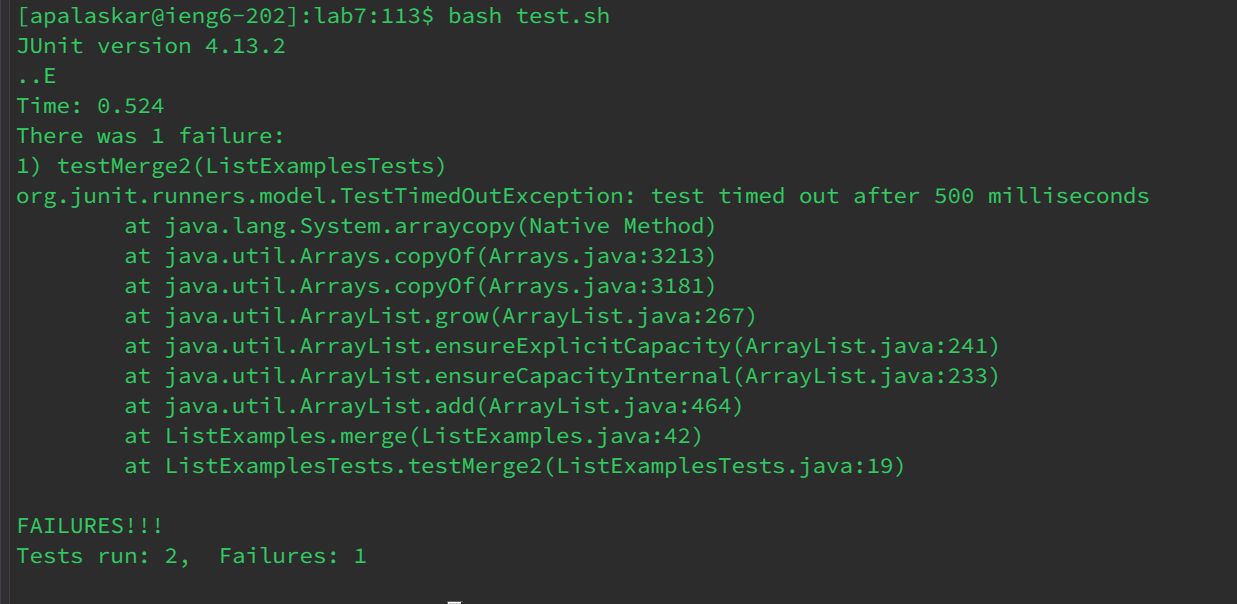 [apalaskar@ieng6-202]:lab7:113$ bash test.sh
JUnit version 4.13.2
..E
Time: 0.524
There was 1 failure:
1) testMerge2(ListExamplesTests)
org.junit.runners.model.TestTimedOutException: test timed out after 500 milliseconds
        at java.lang.System.arraycopy(Native Method)
        at java.util.Arrays.copyOf(Arrays.java:3213)
        at java.util.Arrays.copyOf(Arrays.java:3181)
        at java.util.ArrayList.grow(ArrayList.java:267)
        at java.util.ArrayList.ensureExplicitCapacity(ArrayList.java:241)
        at java.util.ArrayList.ensureCapacityInternal(ArrayList.java:233)
        at java.util.ArrayList.add(ArrayList.java:464)
        at ListExamples.merge(ListExamples.java:42)
        at ListExamplesTests.testMerge2(ListExamplesTests.java:19)

FAILURES!!!
Tests run: 2,  Failures: 1